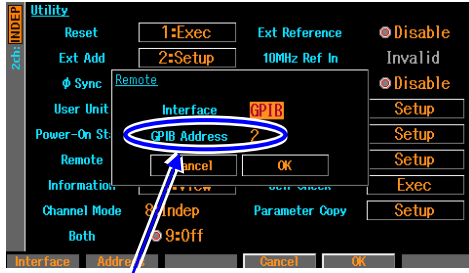 2ch: INDEP
Utility
Reset 1:Exec Ext Reference Disable
Ext Add 2:Setup 10MHz Ref In Invalid
ϕ Sync Disable
Remote
User Unit Setup
Interface GPIB
Power-On St Setup
GPIB Address 2
Remote Setup
Cancel OK
Information Exec
Channel Mode 8:Indep Parameter Copy Setup
Both 9:Off
Interface Address Cancel OK